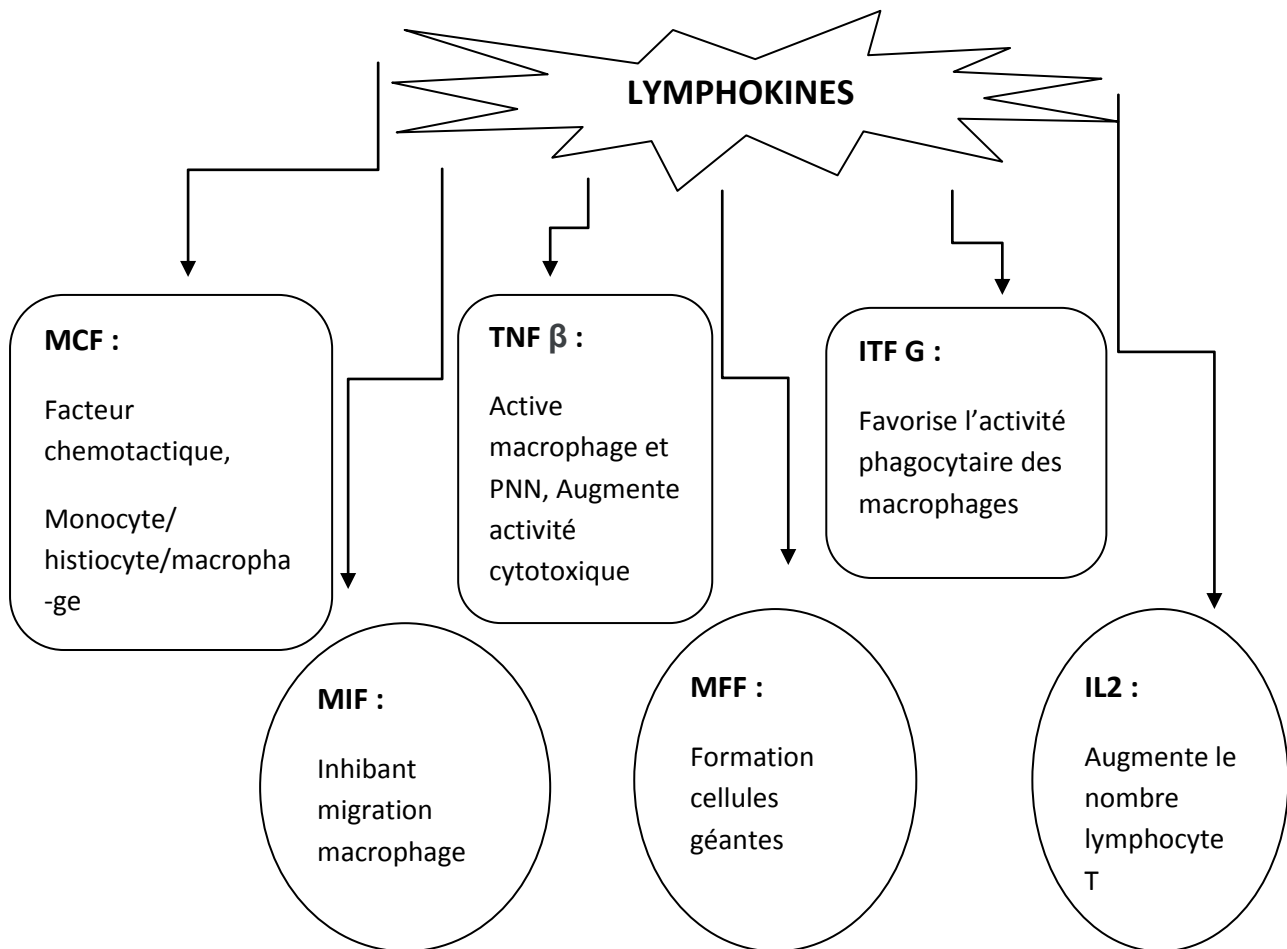 LYMPHOKINES
MCF :
Facteur
chemotactique,
Monocyte/
histiocyte/macropha
-ge
TNF β :
Active
macrophage et
PNN, Augmente
activité
cytotoxique
ITF G :
Favorise l’activité
phagocytaire des
macrophages
MIF :
Inhibant
migration
macrophage
MFF :
Formation
cellules
géantes
IL2 :
Augmente le
nombre
lymphocyte
T